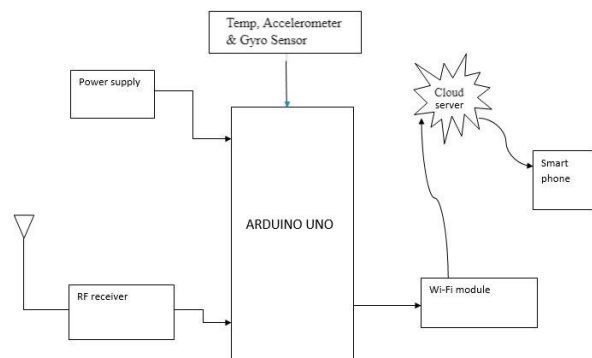 Temp, Accelerometer
& Gyro Sensor
Power supply
Cloud
server
Smart
phone
ARDUINO UNO
RF receiver
Wi-Fi module